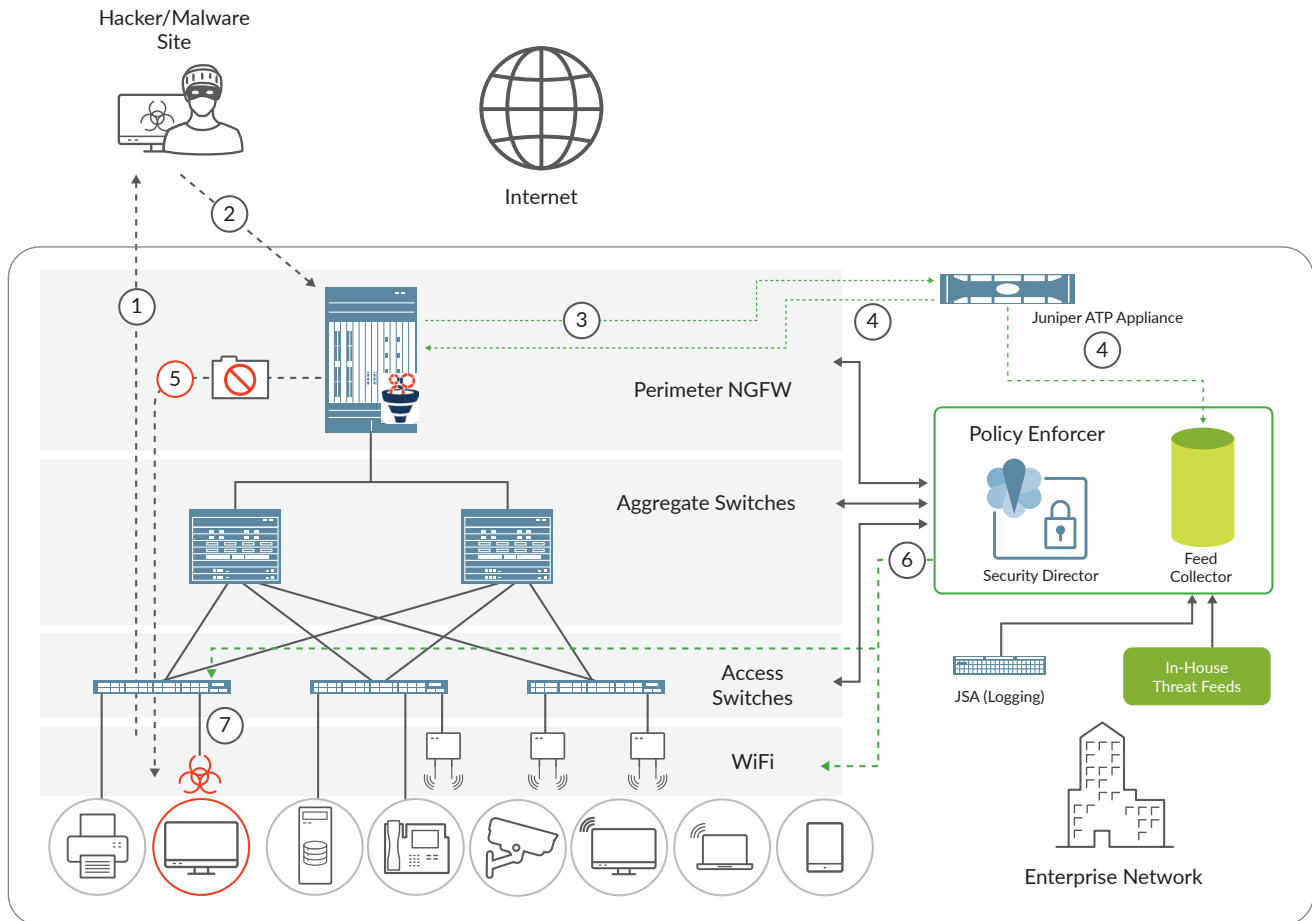 Hacker/Malware
Site
Internet
2
1
3
4
Juniper ATP Appliance
4
5
Perimeter NGFW
Policy Enforcer
Aggregate Switches
6
Security Director
Feed
Collector
Access
Switches
JSA (Logging)
In-House
Threat Feeds
7
WiFi
Enterprise Network